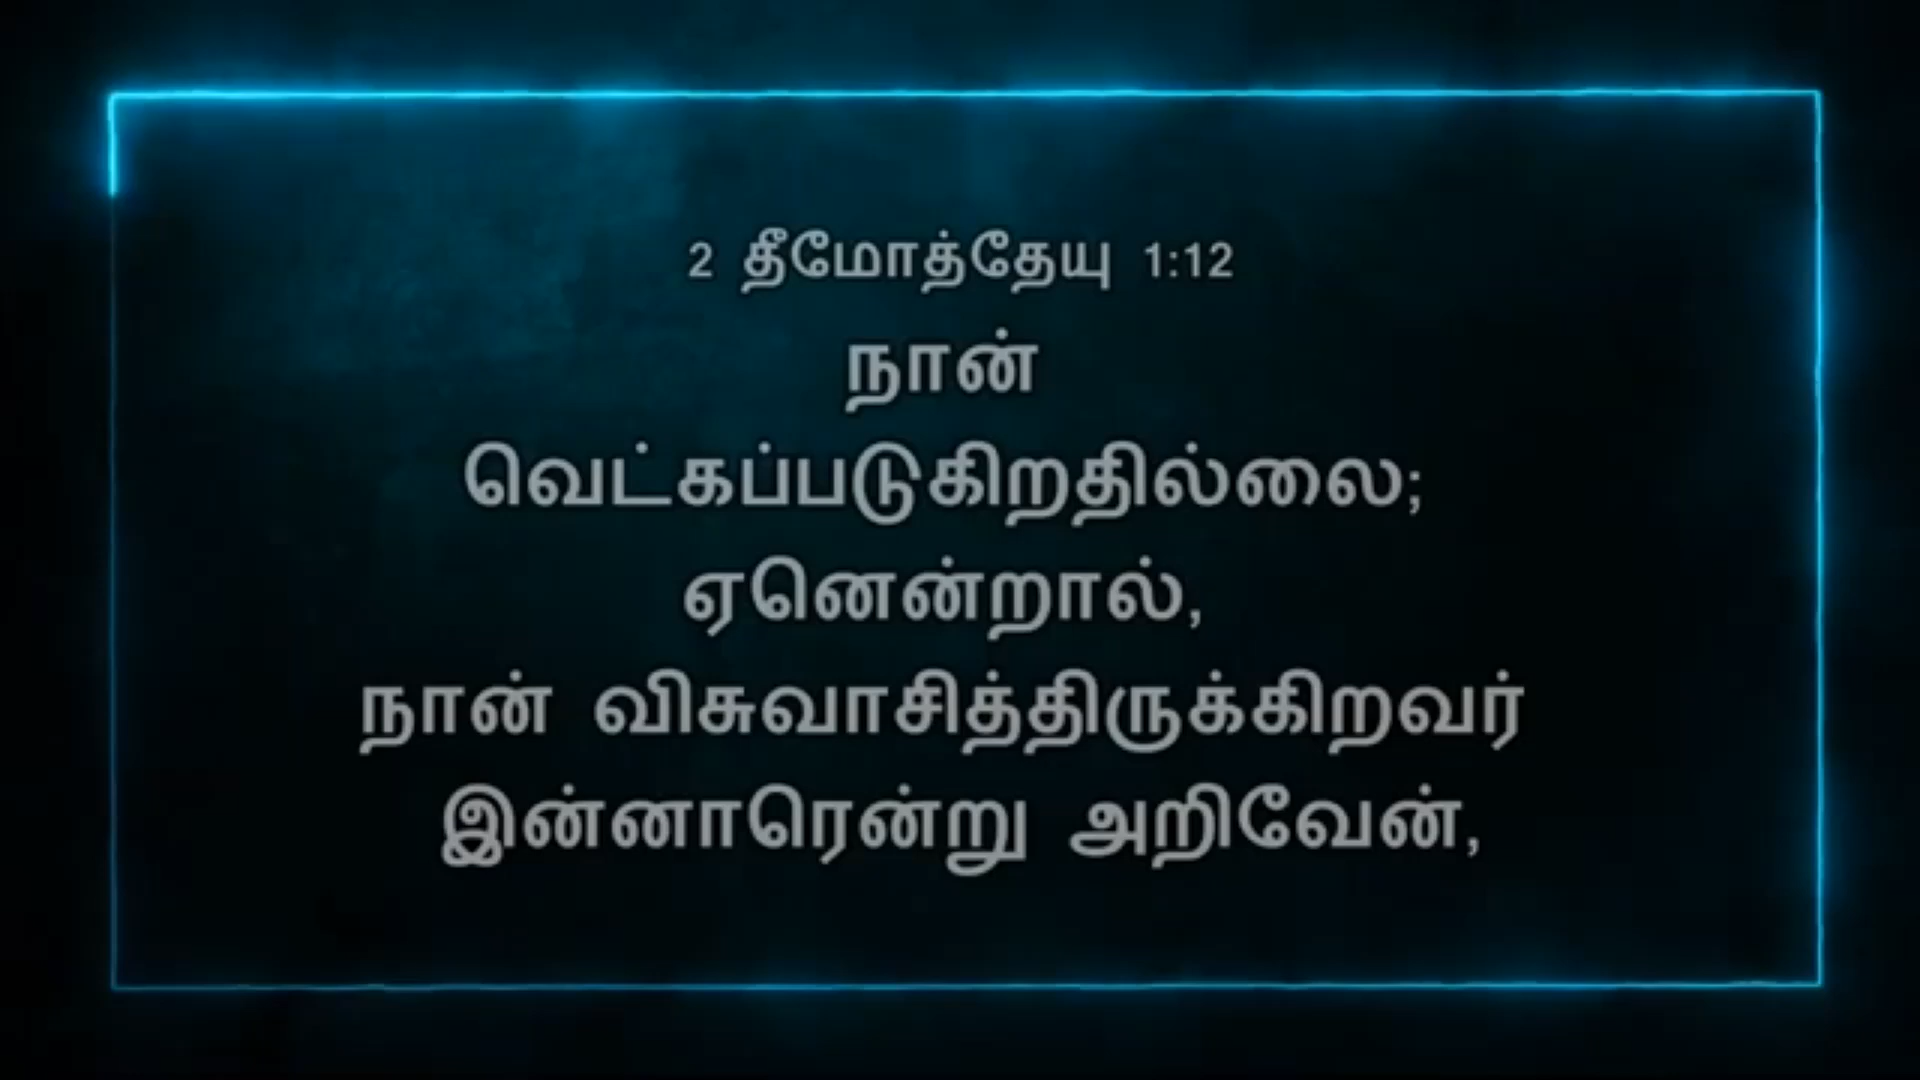 2 தீமோத்தேயு 1:12
நான்
வெட்கப்படுகிறதில்லை;
ஏனென்றால்,
நான் விசுவாசித்திருக்கிறவர்
இன்னாரென்று அறிவேன்,